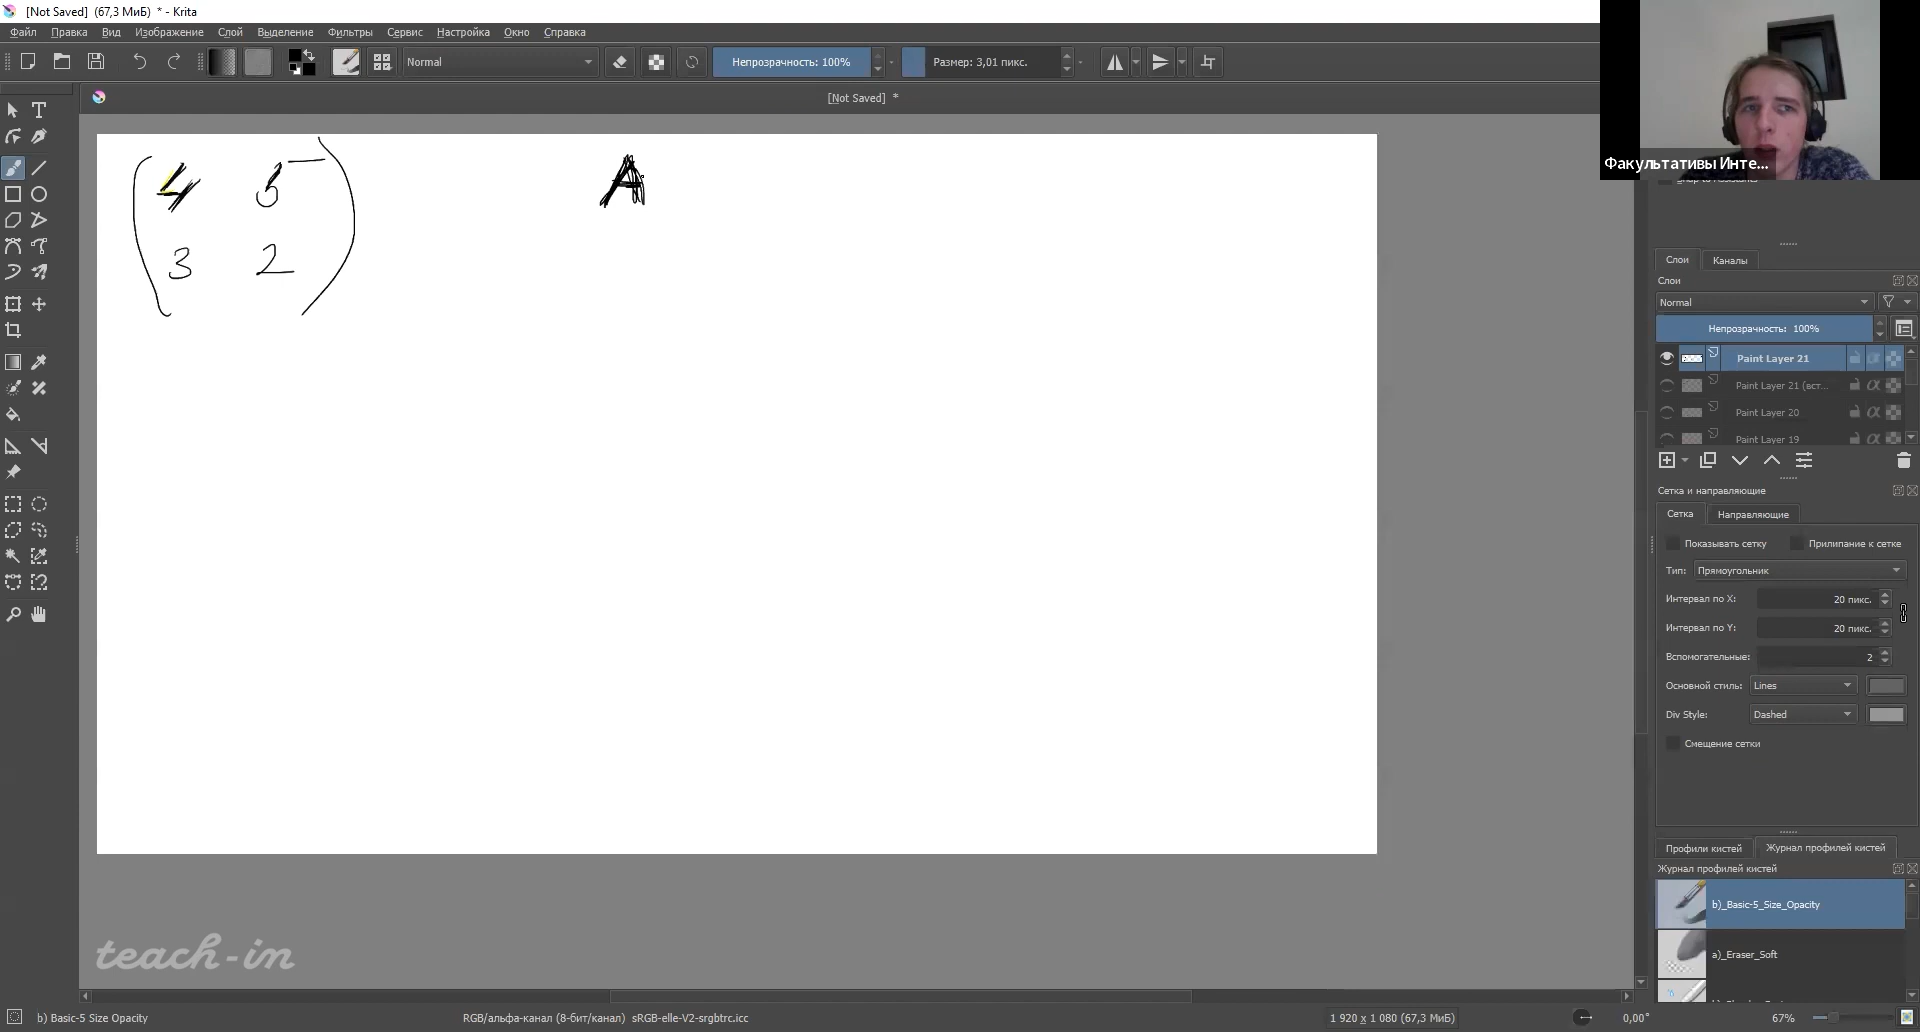 [Not Saved] (67,3 МиБ) * - Krita
Файл Правка Вид Изображение Слой Выделение Фильтры Сервис Настройка Окно Справка
Normal Непрозрачность: 100% Размер: 3,01 пикс.
[Not Saved] *
Факультативы Инте...
4 5 A
3 2
Слои Каналы
Слои
Normal
Непрозрачность: 100%
Paint Layer 21
Paint Layer 21 (вст...
Paint Layer 20
Paint Layer 19
Сетка и направляющие
Сетка Направляющие
Показывать сетку Прилипание к сетке
Тип: Прямоугольник
Интервал по X: 20 пикс.
Интервал по Y: 20 пикс.
Вспомогательные: 2
Основной стиль: Lines
Div Style: Dashed
Смещение сетки
Профили кистей Журнал профилей кистей
Журнал профилей кистей
b)_Basic-5_Size_Opacity
a)_Eraser_Soft
teach-in
b) Basic-5 Size Opacity RGB/альфа-канал (8-бит/канал) sRGB-elle-V2-srgbtrc.icc 1 920 x 1 080 (67,3 МиБ) 0,00° 67%